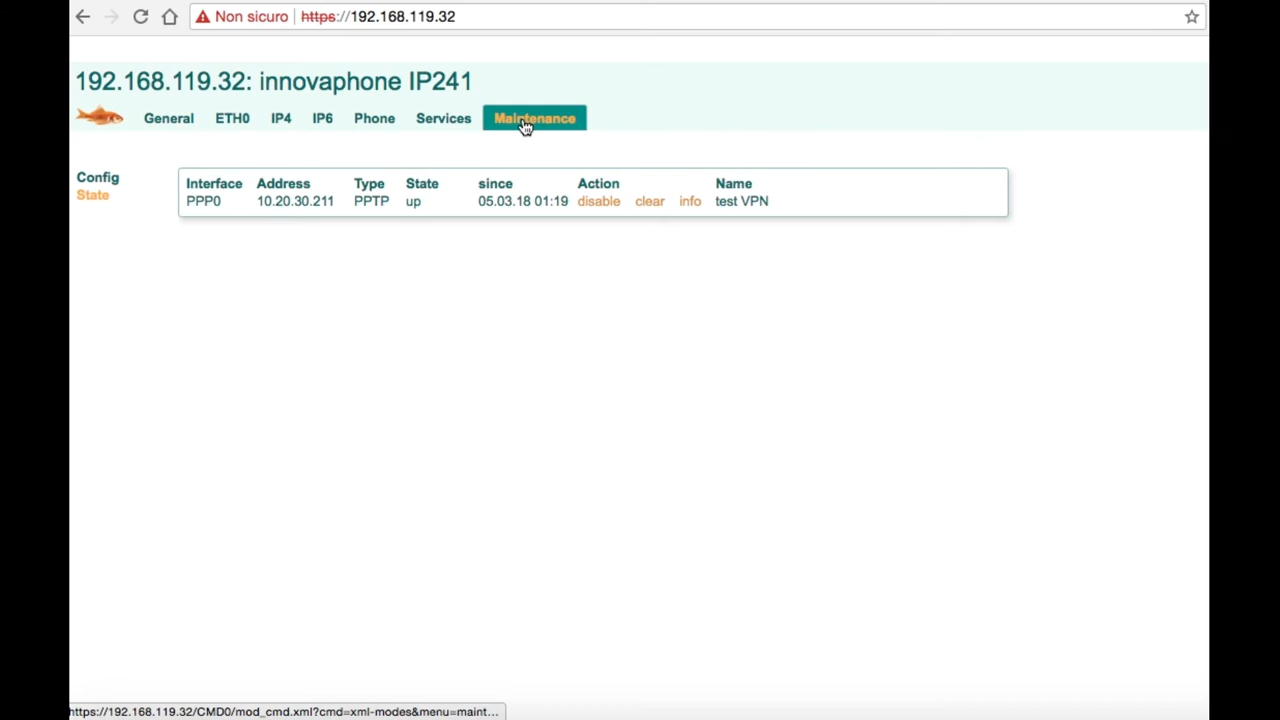 Non sicuro https://192.168.119.32
192.168.119.32: innovaphone IP241
General ETH0 IP4 IP6 Phone Services Maintenance
Config
State
Interface Address Type State since Action Name
PPP0 10.20.30.211 PPTP up 05.03.18 01:19 disable clear info test VPN
https://192.168.119.32/CMD0/mod_cmd.xml?cmd=xml-modes&menu=maint...